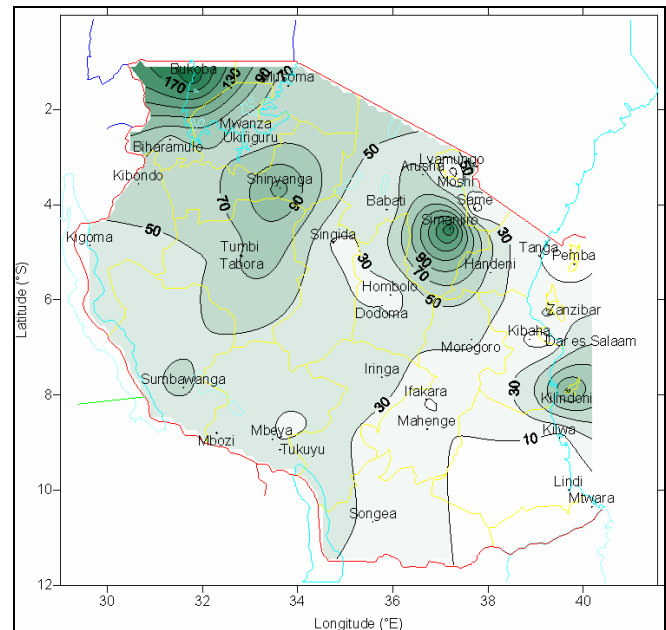 Bukoba
170
130
90
70
Musoma
2
Mwanza
Ukiriguru
Biharamulo
50
Lyamungo
50
Arusha
Moshi
Kibondo
Shinyanga
70
90
Babati
Same
4
Simanjiro
50
Kigoma
Singida
30
Tumbi
Tabora
30
90
70
Handeni
Tanga
Pemba
Hombolo
50
6
Dodoma
Zanzibar
Kibaha
Dar es Salaam
Morogoro
Sumbawanga
Iringa
30
Ifakara
30
Kilindeni
8
Mahenge
Mbozi
Mbeya
Tukuyu
Kilwa
10
Lindi
Mtwara
10
Songea
12
30
32
34
36
38
40
Latitude (°S)
Longitude (°E)